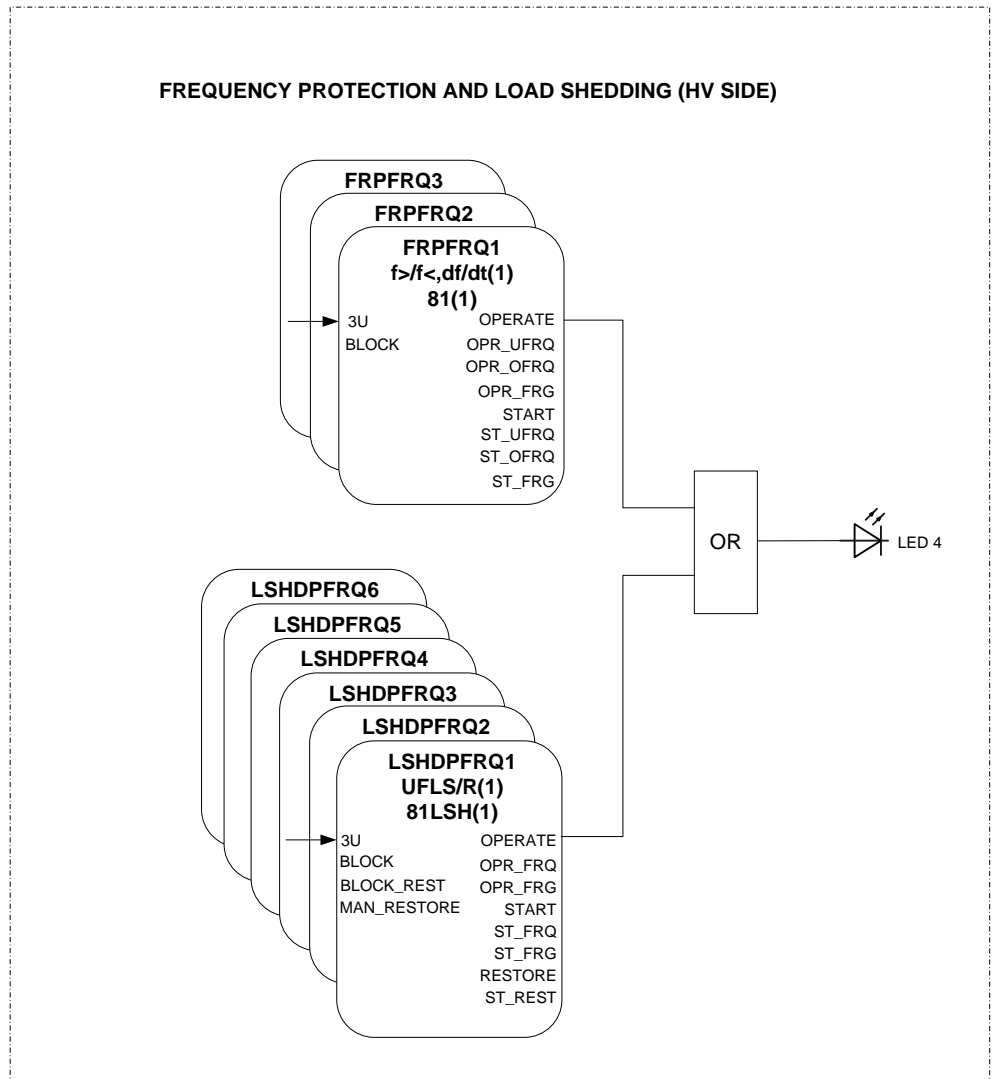 FREQUENCY PROTECTION AND LOAD SHEDDING (HV SIDE)
FRPFRQ3
FRPFRQ2
FRPFRQ1
f>/f<,df/dt(1)
81(1)
3U
BLOCK
OPERATE
OPR_UFRQ
OPR_OFRQ
OPR_FRG
START
ST_UFRQ
ST_OFRQ
ST_FRG
OR
LED 4
LSHDPFRQ6
LSHDPFRQ5
LSHDPFRQ4
LSHDPFRQ3
LSHDPFRQ2
LSHDPFRQ1
UFLS/R(1)
81LSH(1)
3U
BLOCK
BLOCK_REST
MAN_RESTORE
OPERATE
OPR_FRQ
OPR_FRG
START
ST_FRQ
ST_FRG
RESTORE
ST_REST